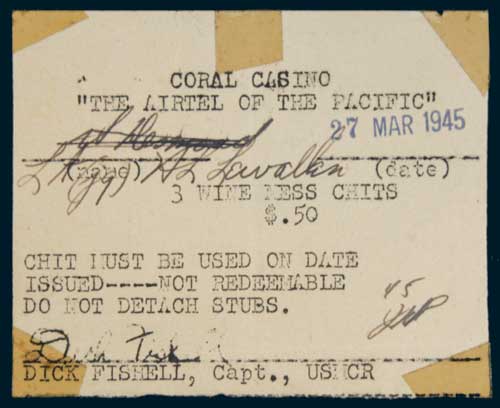 CORAL CASINO
"THE AIRTEL OF THE PACIFIC"
27 MAR 1945
(name) (date)
3 WINE MESS CHITS
$.50
CHIT MUST BE USED ON DATE
ISSUED----NOT REDEEMABLE
DO NOT DETACH STUBS.
45
DICK FISHELL, Capt., USMCR